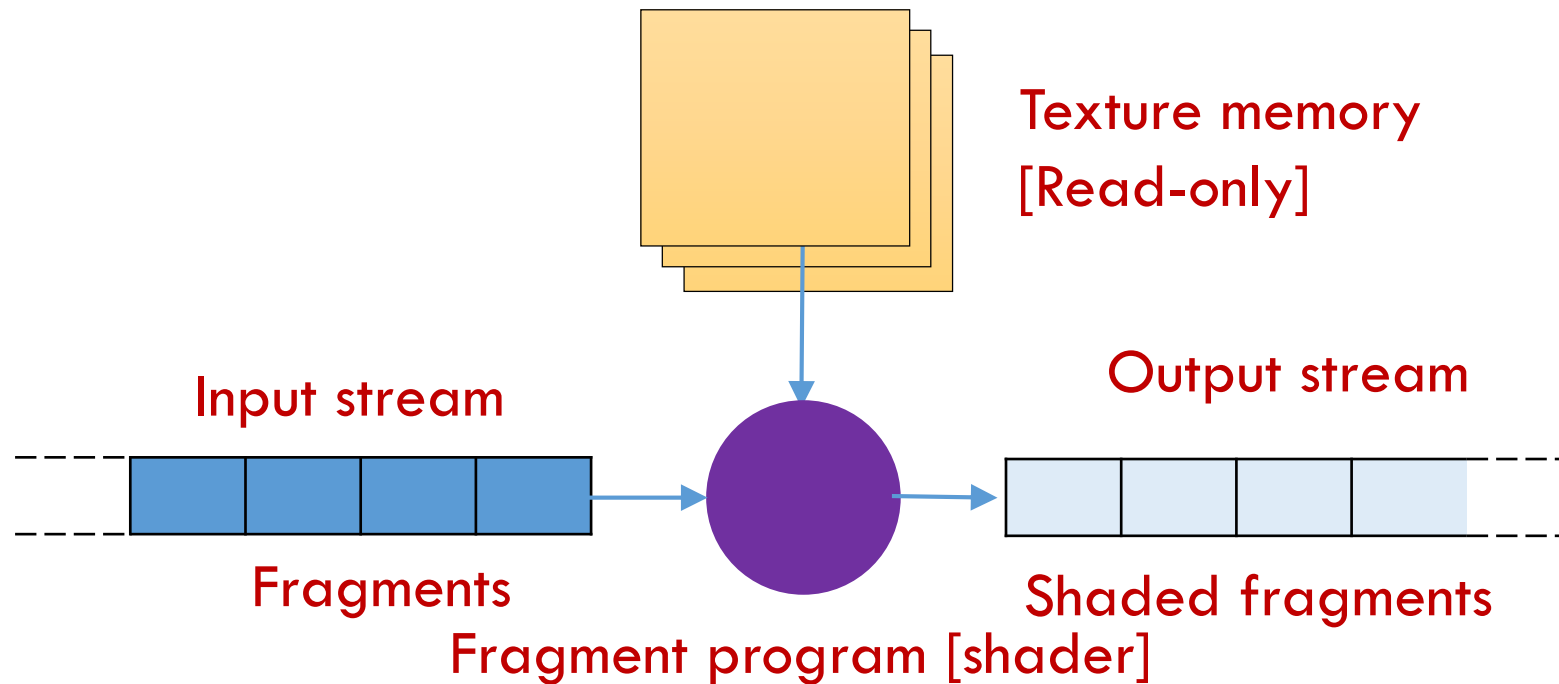 Texture memory
[Read-only]
Input stream
Output stream
Fragments
Shaded fragments
Fragment program [shader]